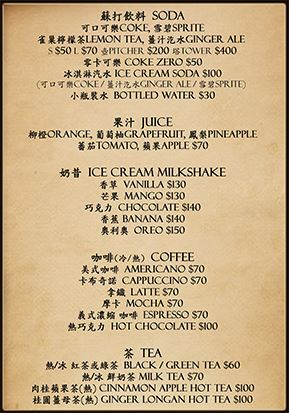 蘇打飲料 SODA
可口可樂COKE, 雪碧SPRITE
雀巢檸檬茶LEMON TEA, 薑汁汽水GINGER ALE
S $50 L $70 壺PITCHER $200 塔TOWER $400
零卡可樂 COKE ZERO $50
冰淇淋汽水 ICE CREAM SODA $100
(可口可樂COKE / 薑汁汽水GINGER ALE / 雪碧SPRITE)
小瓶裝水 BOTTLED WATER $30
果汁 JUICE
柳橙ORANGE, 葡萄柚GRAPEFRUIT, 鳳梨PINEAPPLE
蕃茄TOMATO, 蘋果APPLE $70
奶昔 ICE CREAM MILKSHAKE
香草 VANILLA $130
芒果 MANGO $130
巧克力 CHOCOLATE $140
香蕉 BANANA $140
奧利奧 OREO $150
咖啡(冷/熱) COFFEE
美式咖啡 AMERICANO $70
卡布奇諾 CAPPUCCINO $70
拿鐵 LATTE $70
摩卡 MOCHA $70
義式濃縮 咖啡 ESPRESSO $70
熱巧克力 HOT CHOCOLATE $100
茶 TEA
熱/冰 紅茶或綠茶 BLACK / GREEN TEA $60
熱/冰 鮮奶茶 MILK TEA $70
肉桂蘋果茶(熱) CINNAMON APPLE HOT TEA $100
桂圓薑母茶(熱) GINGER LONGAN HOT TEA $100